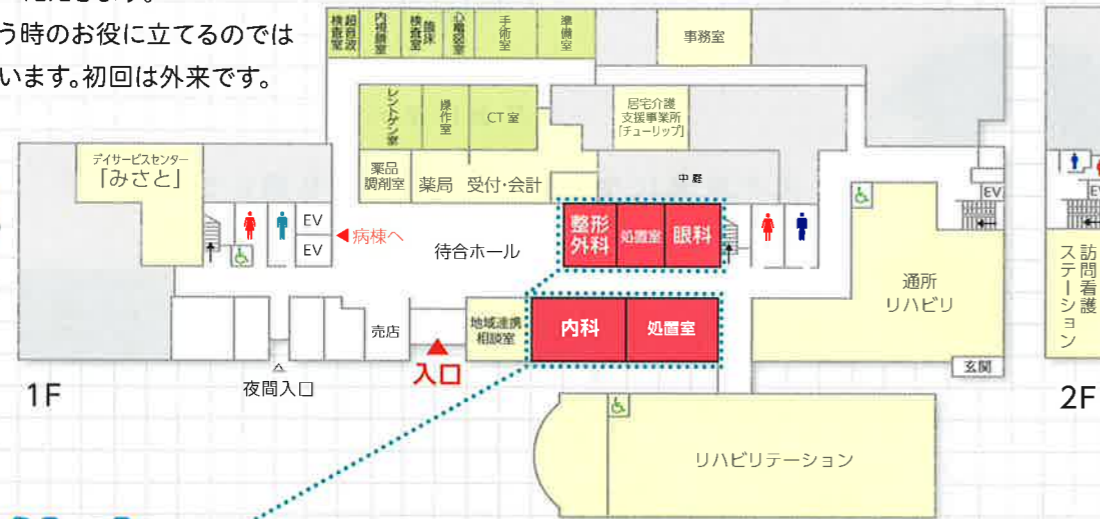 う時のお役に立てるのでは
います。初回は外来です。
超音波
検査室
内視鏡室
臨床
検査室
心電図室
手術室
準備室
事務室
レントゲン室
操作室
CT室
居宅介護
支援事業所
「チューリップ」
デイサービスセンター
「みさと」
薬品
調剤室
薬局
受付・会計
中庭
EV
EV
病棟へ
待合ホール
整形
外科
処置室
眼科
通所
リハビリ
EV
売店
地域連携
相談室
内科
処置室
入口
夜間入口
玄関
1F
リハビリテーション
訪問看護
ステーション
2F